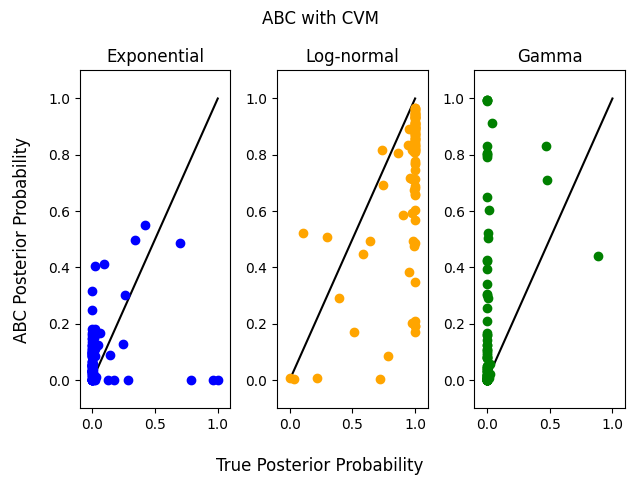 ABC with CVM
Exponential Log-normal Gamma
ABC Posterior Probability
1.0 1.0 1.0
0.8 0.8 0.8
0.6 0.6 0.6
0.4 0.4 0.4
0.2 0.2 0.2
0.0 0.0 0.0
0.0 0.5 1.0 0.0 0.5 1.0 0.0 0.5 1.0
True Posterior Probability